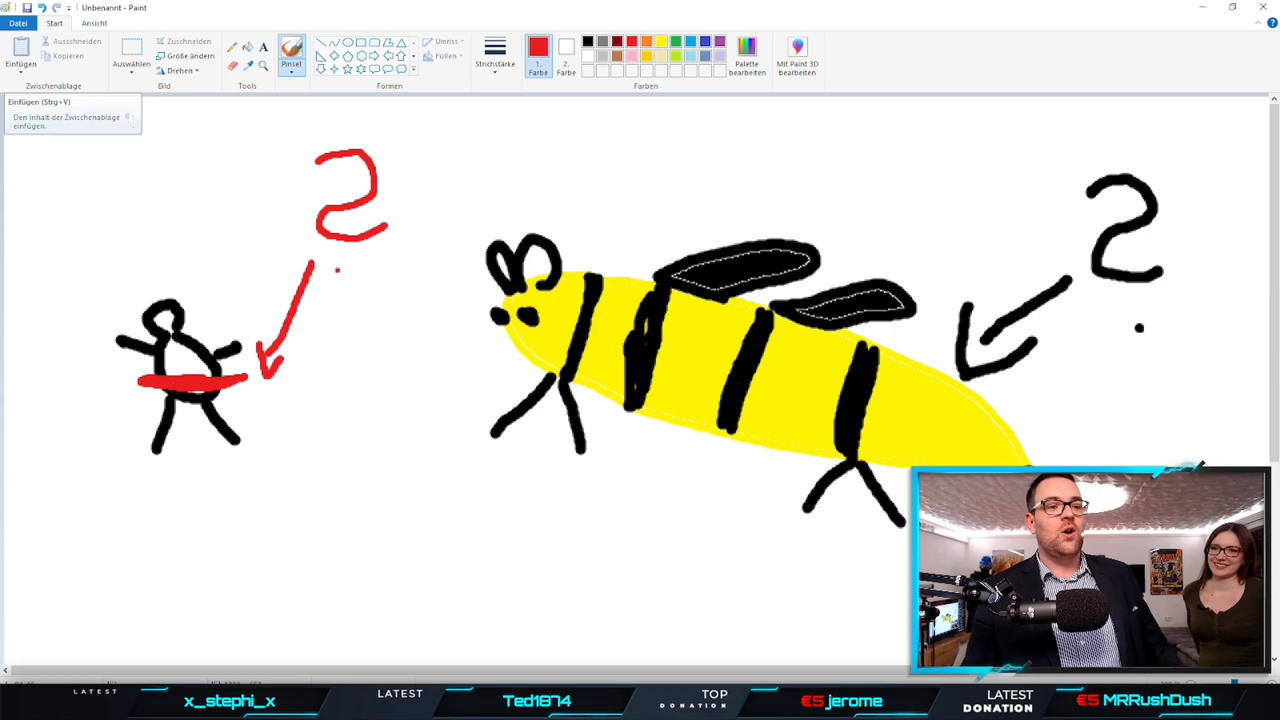 Unbenannt - Paint
Datei
Start
Ansicht
Einfügen
Ausschneiden
Kopieren
Zwischenablage
Auswählen
Zuschneiden
Größe ändern
Drehen
Bild
Tools
Pinsel
Formen
Umriss
Füllen
Strichstärke
1. Farbe
2. Farbe
Farben
Palette bearbeiten
Mit Paint 3D bearbeiten
Einfügen (Strg+V)
Den Inhalt der Zwischenablage
einfügen.
2
2
LATEST
x_stephi_x
LATEST
Ted1874
TOP
DONATION
€5 jerome
LATEST
DONATION
€5 MRRushDush